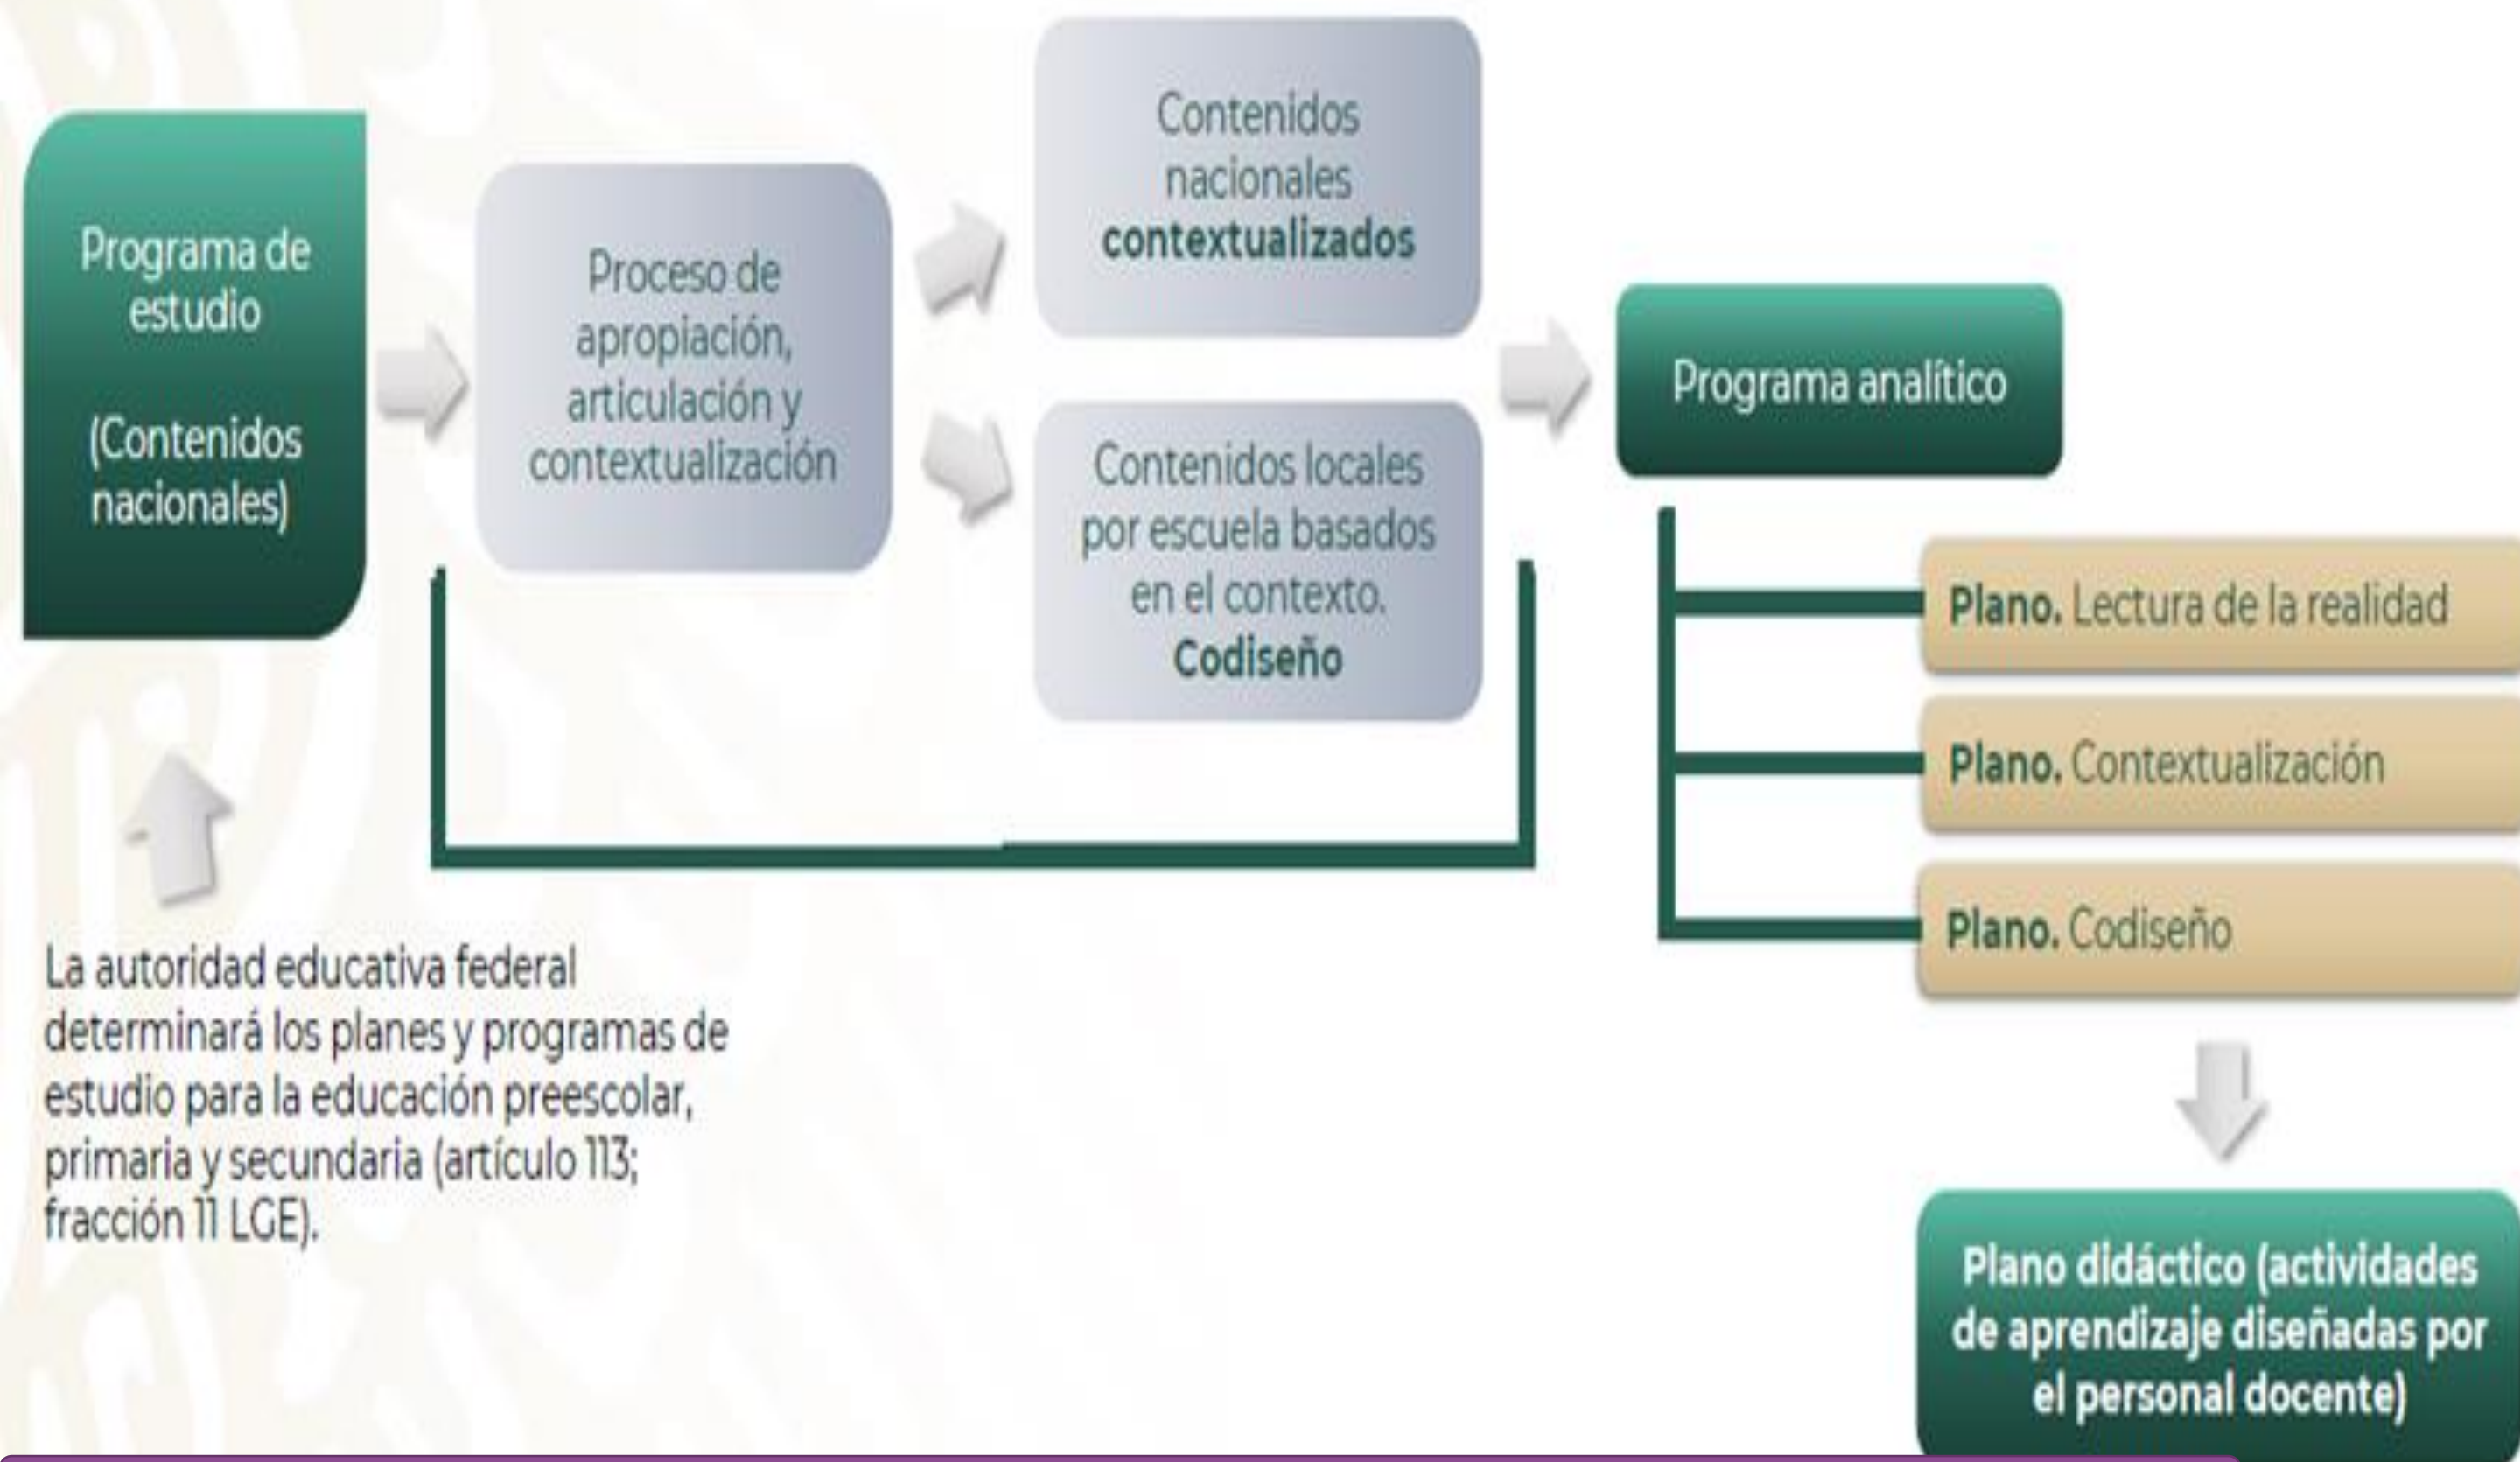 Programa de
estudio
(Contenidos
nacionales)
Proceso de
apropiación,
articulación y
contextualización
Contenidos
nacionales
contextualizados
Contenidos locales
por escuela basados
en el contexto.
Codiseño
Programa analítico
Plano. Lectura de la realidad
Plano. Contextualización
Plano. Codiseño
La autoridad educativa federal
determinará los planes y programas de
estudio para la educación preescolar,
primaria y secundaria (artículo 113;
fracción 11 LGE).
Plano didáctico (actividades
de aprendizaje diseñadas por
el personal docente)